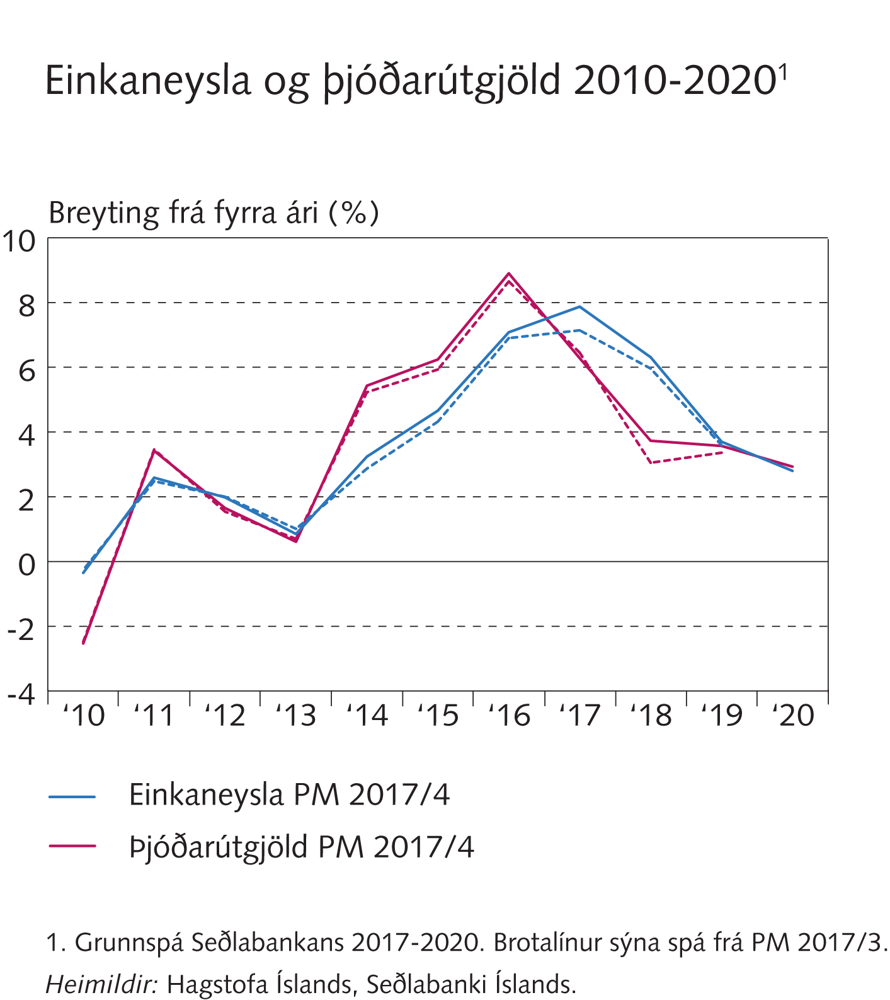 Einkaneysla og þjóðarútgjöld 2010-2020¹
Breyting frá fyrra ári (%)
10
8
6
4
2
0
-2
-4
‘10 ‘11 ‘12 ‘13 ‘14 ‘15 ‘16 ‘17 ‘18 ‘19 ‘20
Einkaneysla PM 2017/4
Þjóðarútgjöld PM 2017/4
1. Grunnspá Seðlabankans 2017-2020. Brotalínur sýna spá frá PM 2017/3.
Heimildir: Hagstofa Íslands, Seðlabanki Íslands.